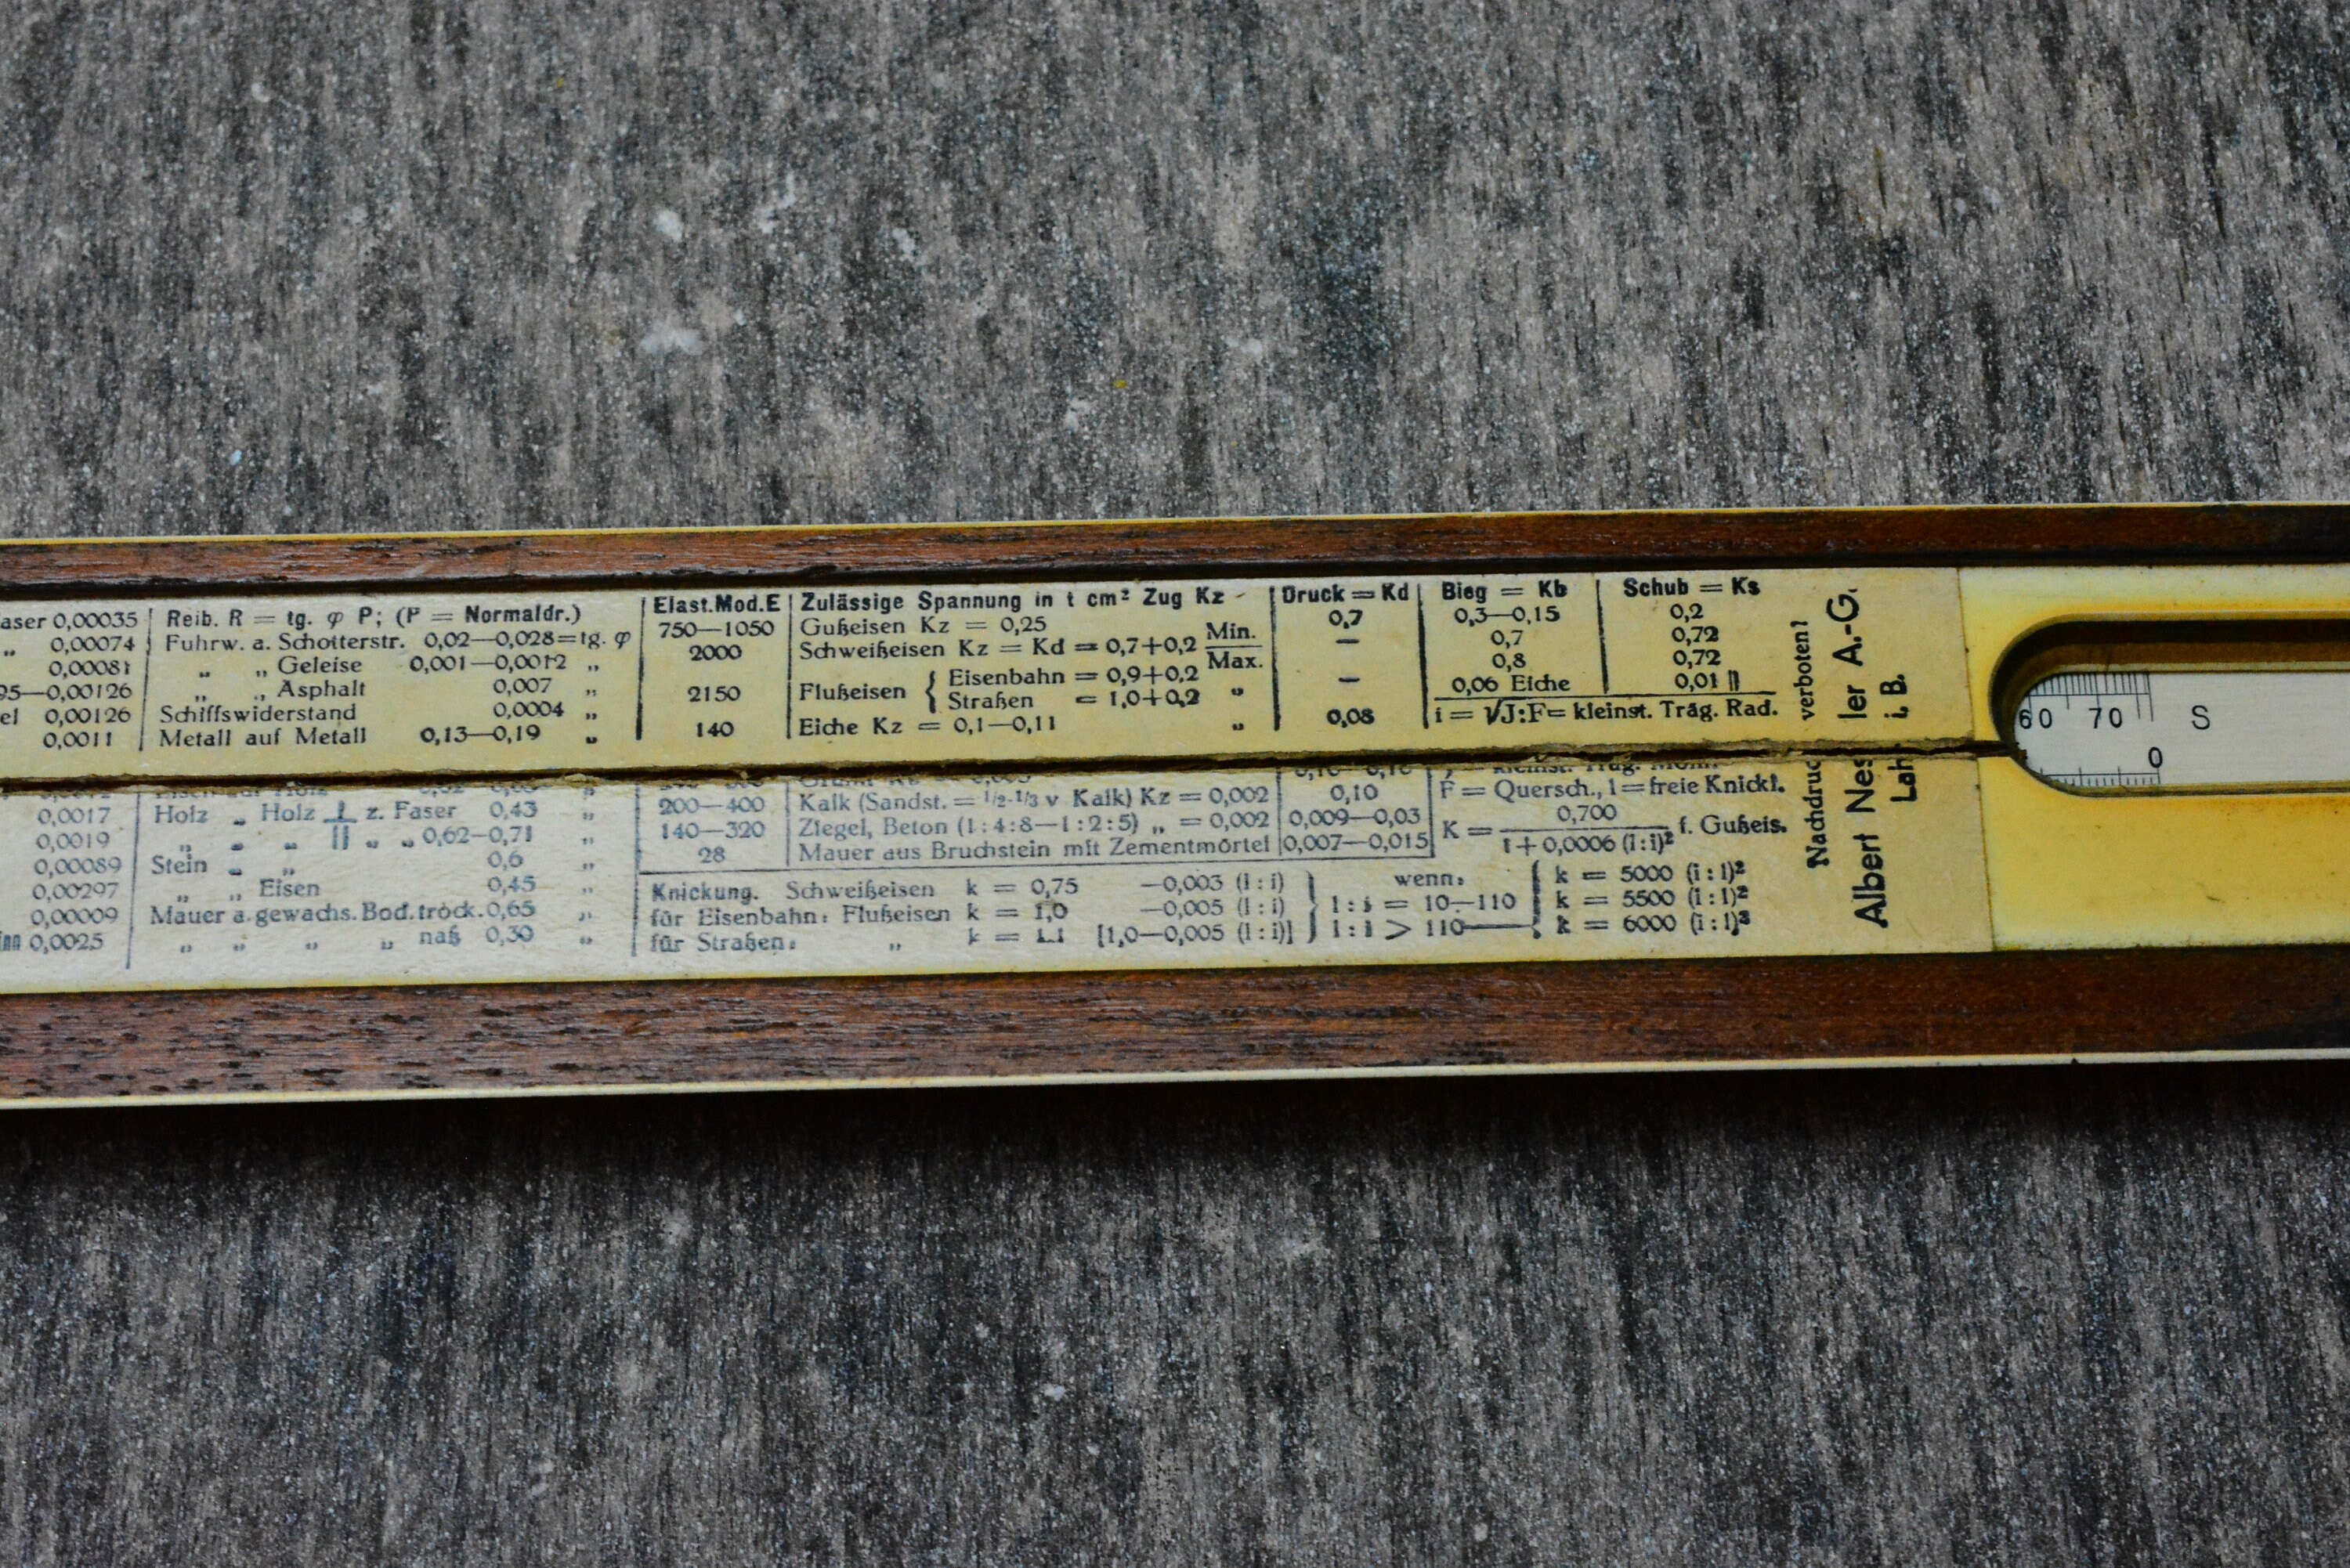 aser 0,00035 Reib. R = tg. φ P; (P = Normaldr.) Elast.Mod.E Zulässige Spannung in t cm² Zug Kz Druck = Kd Bieg = Kb Schub = Ks
„ 0,00074 Fuhrw. a. Schotterstr. 0,02—0,028=tg. φ 750—1050 Gußeisen Kz = 0,25 0,7 0,3—0,15 0,2
0,00081 „ „ Geleise 0,001—0,0012 „ 2000 Schweißeisen Kz = Kd = 0,7+0,2 Min. Max. — 0,7 0,72
95—0,00126 „ „ Asphalt 0,007 „ 2150 Flußeisen { Eisenbahn = 0,9+0,2 — 0,8 0,72
el 0,00126 Schiffswiderstand 0,0004 „ Straßen = 1,0+0,2 „ 0,06 Eiche 0,01 ||
0,0011 Metall auf Metall 0,13—0,19 „ 140 Eiche Kz = 0,1—0,11 „ 0,08 i = √J:F= kleinst. Träg. Rad.
0,0017 Holz „ Holz ⊥ z. Faser 0,43 „ 200—400 Kalk (Sandst. = 1/2-1/3 v Kalk) Kz = 0,002 0,10 F = Quersch., l=freie Knickl.
0,0019 „ „ „ || „ „ 0,62—0,71 „ 140—320 Ziegel, Beton (1:4:8—1:2:5) „ = 0,002 0,009—0,03 K = 0,700 f. Gußeis.
0,00089 Stein „ „ 0,6 „ 28 Mauer aus Bruchstein mit Zementmörtel 0,007—0,015 1+0,0006 (l:i)²
0,00297 „ „ Eisen 0,45 „ Knickung. Schweißeisen k = 0,75 —0,003 (l:i) wenn: k = 5000 (i:l)²
0,00009 Mauer a. gewachs. Bod. trock. 0,65 „ für Eisenbahn: Flußeisen k = 1,0 —0,005 (l:i) l:i = 10—110 k = 5500 (i:l)²
0,0025 „ „ „ „ naß 0,30 „ für Straßen: „ k = 1.1 [1,0—0,005 (l:i)] l:i > 110 k = 6000 (i:l)²
Nachdruc verboten!
Albert Nes ler A.-G.
Lah i. B.
60 70 S
0